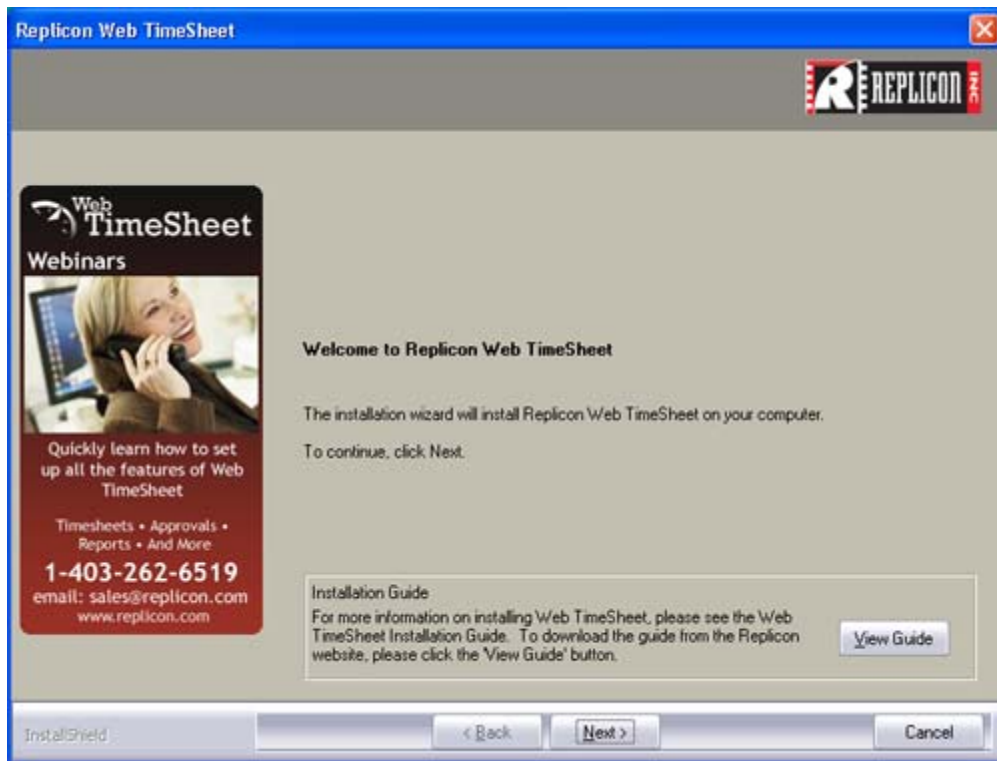 Replicon Web TimeSheet
REPLICON INC
Web
TimeSheet
Webinars
Quickly learn how to set
up all the features of Web
TimeSheet
Timesheets • Approvals •
Reports • And More
1-403-262-6519
email: sales@replicon.com
www.replicon.com
Welcome to Replicon Web TimeSheet
The installation wizard will install Replicon Web TimeSheet on your computer.
To continue, click Next.
Installation Guide
For more information on installing Web TimeSheet, please see the Web
TimeSheet Installation Guide. To download the guide from the Replicon
website, please click the 'View Guide' button.
View Guide
InstallShield
< Back
Next >
Cancel